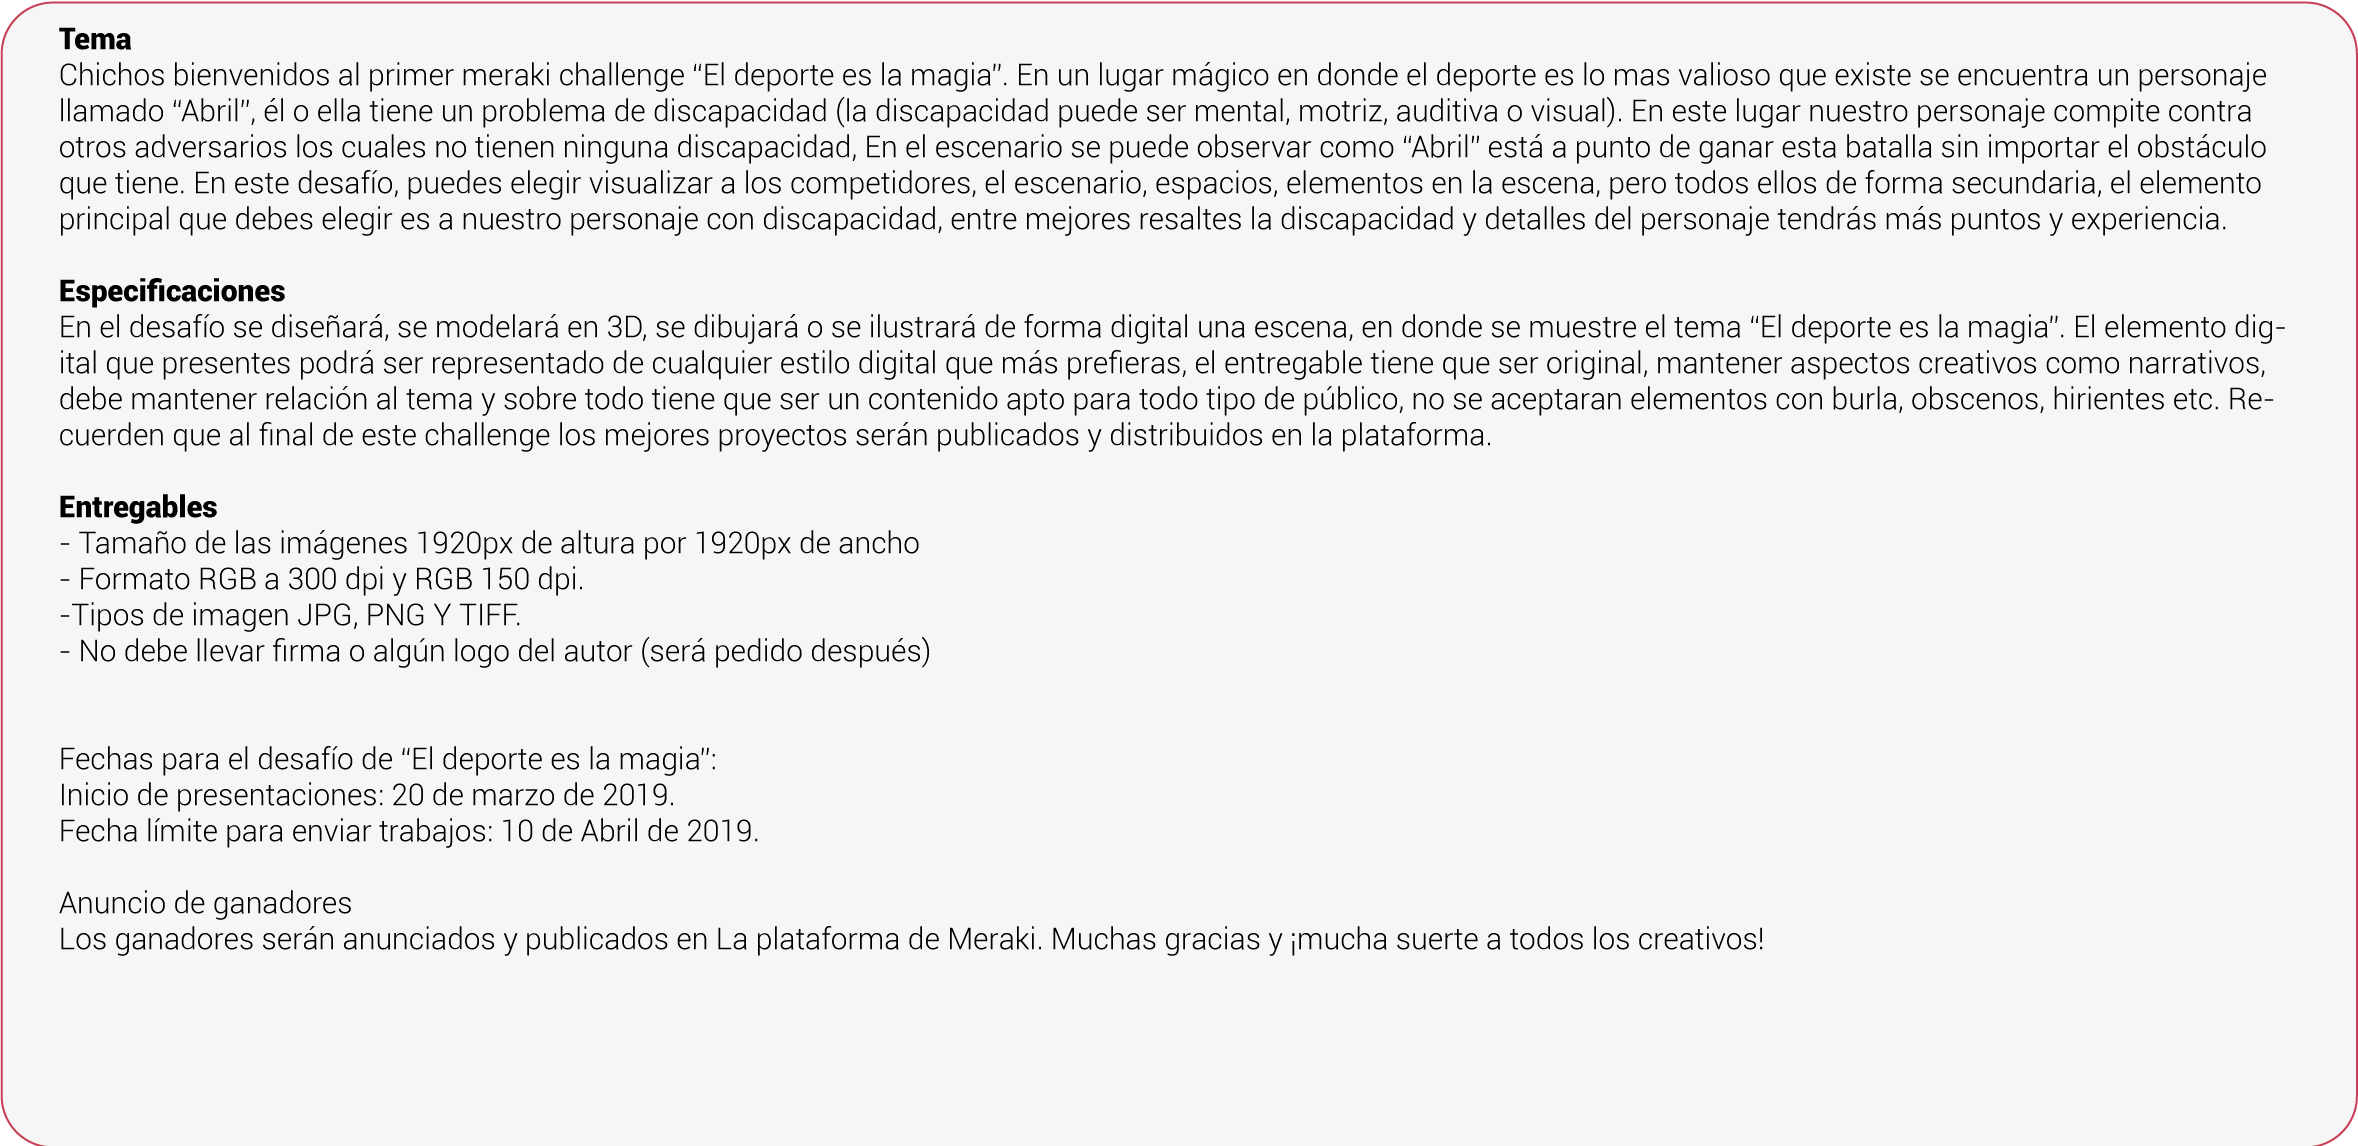 Tema
Chichos bienvenidos al primer meraki challenge “El deporte es la magia”. En un lugar mágico en donde el deporte es lo mas valioso que existe se encuentra un personaje
llamado “Abril”, él o ella tiene un problema de discapacidad (la discapacidad puede ser mental, motriz, auditiva o visual). En este lugar nuestro personaje compite contra
otros adversarios los cuales no tienen ninguna discapacidad, En el escenario se puede observar como “Abril” está a punto de ganar esta batalla sin importar el obstáculo
que tiene. En este desafío, puedes elegir visualizar a los competidores, el escenario, espacios, elementos en la escena, pero todos ellos de forma secundaria, el elemento
principal que debes elegir es a nuestro personaje con discapacidad, entre mejores resaltes la discapacidad y detalles del personaje tendrás más puntos y experiencia.
Especificaciones
En el desafío se diseñará, se modelará en 3D, se dibujará o se ilustrará de forma digital una escena, en donde se muestre el tema “El deporte es la magia”. El elemento dig-
ital que presentes podrá ser representado de cualquier estilo digital que más prefieras, el entregable tiene que ser original, mantener aspectos creativos como narrativos,
debe mantener relación al tema y sobre todo tiene que ser un contenido apto para todo tipo de público, no se aceptaran elementos con burla, obscenos, hirientes etc. Re-
cuerden que al final de este challenge los mejores proyectos serán publicados y distribuidos en la plataforma.
Entregables
- Tamaño de las imágenes 1920px de altura por 1920px de ancho
- Formato RGB a 300 dpi y RGB 150 dpi.
-Tipos de imagen JPG, PNG Y TIFF.
- No debe llevar firma o algún logo del autor (será pedido después)
Fechas para el desafío de “El deporte es la magia”:
Inicio de presentaciones: 20 de marzo de 2019.
Fecha límite para enviar trabajos: 10 de Abril de 2019.
Anuncio de ganadores
Los ganadores serán anunciados y publicados en La plataforma de Meraki. Muchas gracias y ¡mucha suerte a todos los creativos!